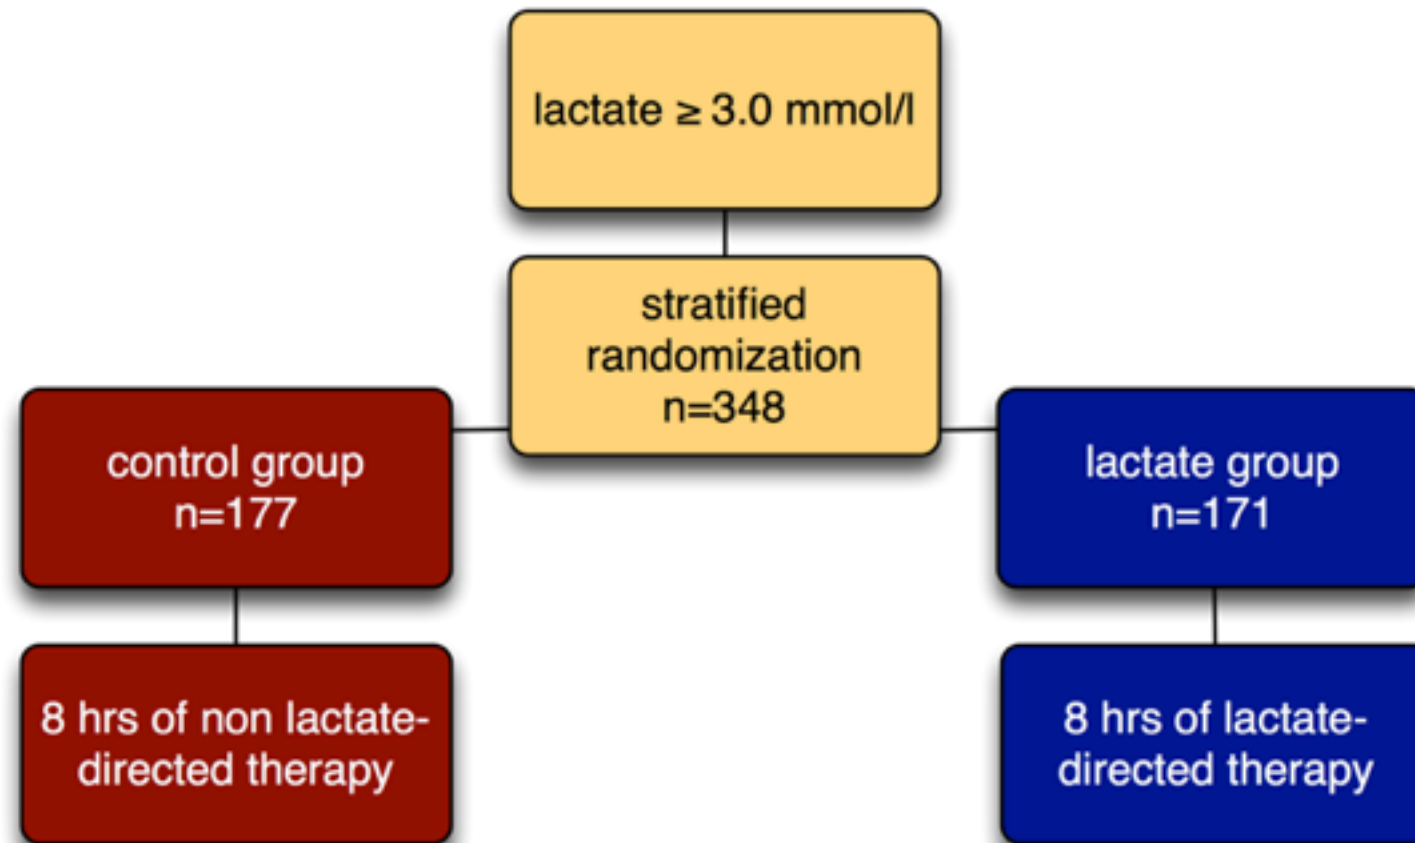 lactate ≥ 3.0 mmol/l
stratified
randomization
n=348
control group
n=177
lactate group
n=171
8 hrs of non lactate-
directed therapy
8 hrs of lactate-
directed therapy